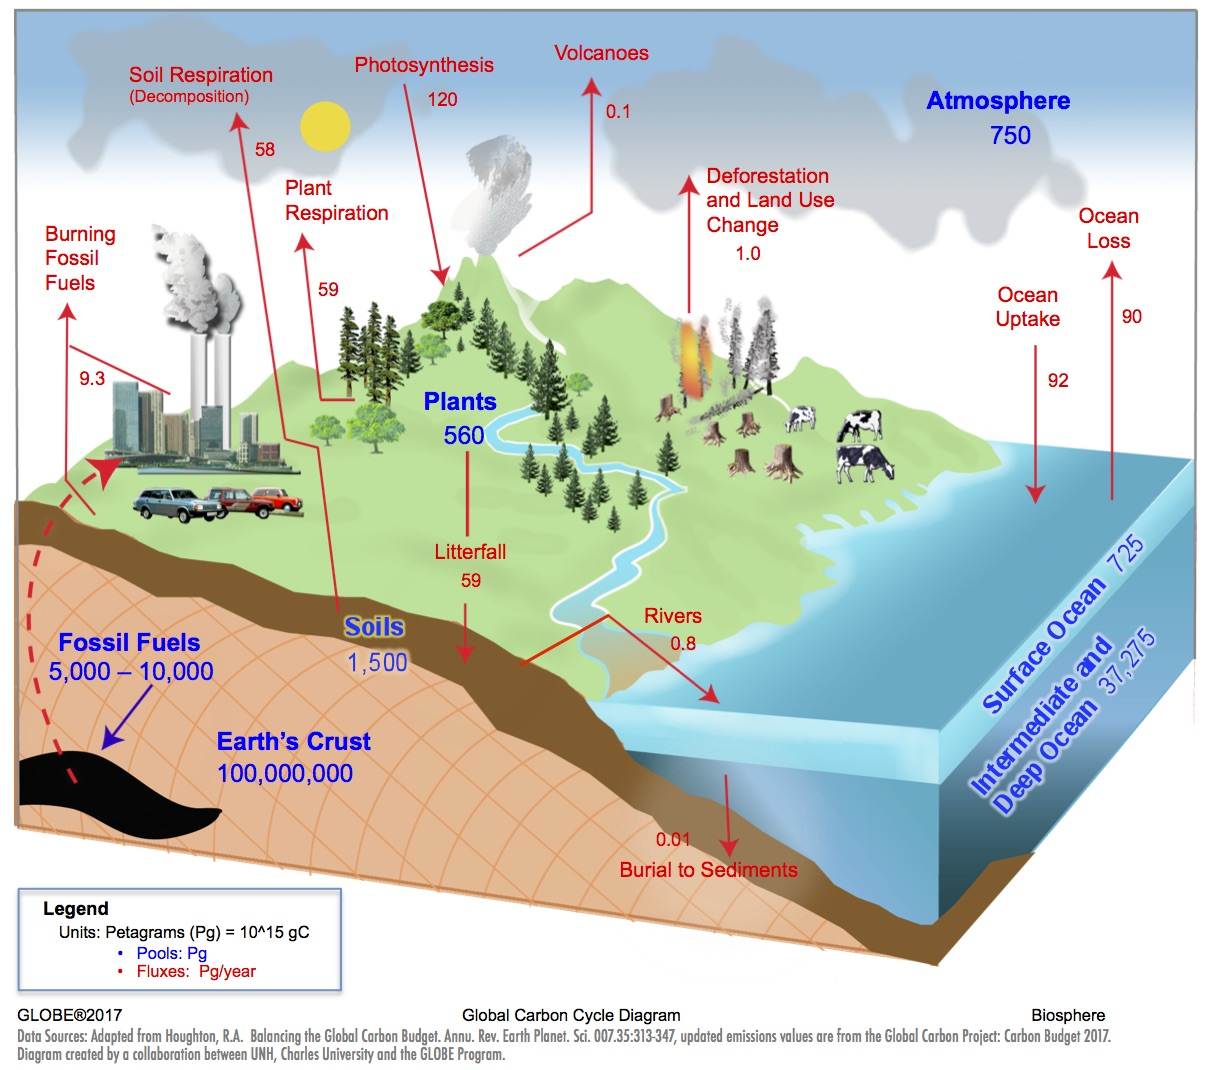 Volcanoes
0.1
Photosynthesis
120
Soil Respiration
(Decomposition)
58
Atmosphere
750
Plant
Respiration
59
Deforestation
and Land Use
Change
1.0
Burning
Fossil
Fuels
9.3
Ocean
Loss
90
Ocean
Uptake
92
Plants
560
Litterfall
59
Rivers
0.8
Soils
1,500
Fossil Fuels
5,000 – 10,000
Earth's Crust
100,000,000
Surface Ocean 725
Intermediate and
Deep Ocean 37,275
0.01
Burial to Sediments
Legend
Units: Petagrams (Pg) = 10^15 gC
• Pools: Pg
• Fluxes: Pg/year
GLOBE®2017
Global Carbon Cycle Diagram
Biosphere
Data Sources: Adapted from Houghton, R.A. Balancing the Global Carbon Budget. Annu. Rev. Earth Planet. Sci. 007.35:313-347, updated emissions values are from the Global Carbon Project: Carbon Budget 2017.
Diagram created by a collaboration between UNH, Charles University and the GLOBE Program.